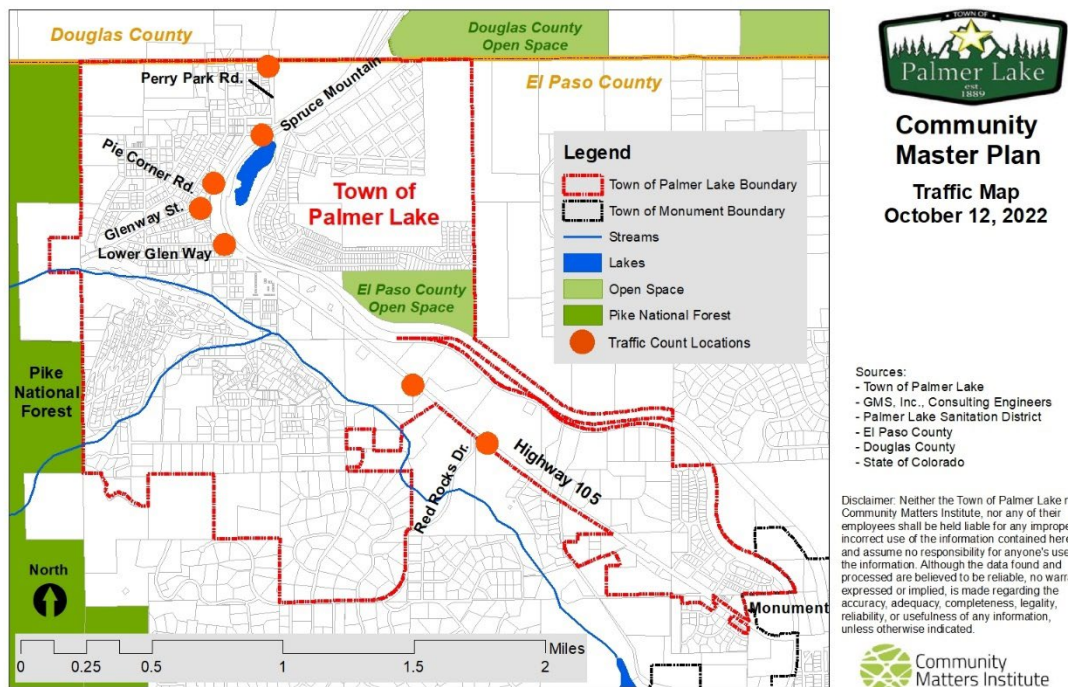 Douglas County
Douglas County
Open Space
El Paso County
Perry Park Rd.
Spruce Mountain
Pie Corner Rd.
Glenway St.
Lower Glen Way
Town of
Palmer Lake
El Paso County
Open Space
Pike
National
Forest
Red Rocks Dr.
Highway 105
Monument
North
0 0.25 0.5 1 1.5 2
Miles
Legend
Town of Palmer Lake Boundary
Town of Monument Boundary
Streams
Lakes
Open Space
Pike National Forest
Traffic Count Locations
TOWN OF
Palmer Lake
est.
1889
Community
Master Plan
Traffic Map
October 12, 2022
Sources:
- Town of Palmer Lake
- GMS, Inc., Consulting Engineers
- Palmer Lake Sanitation District
- El Paso County
- Douglas County
- State of Colorado
Disclaimer: Neither the Town of Palmer Lake
Community Matters Institute, nor any of their
employees shall be held liable for any imprope
incorrect use of the information contained here
and assume no responsibility for anyone's use
the information. Although the data found and
processed are believed to be reliable, no warra
expressed or implied, is made regarding the
accuracy, adequacy, completeness, legality,
reliability, or usefulness of any information,
unless otherwise indicated.
Community
Matters Institute